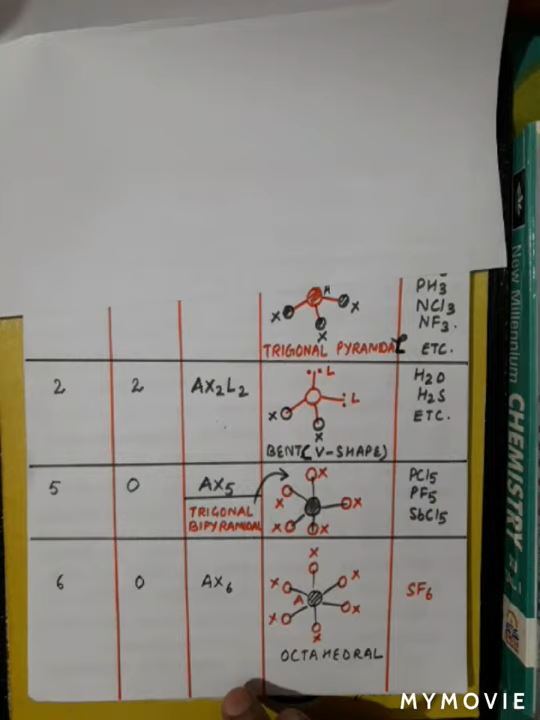 PH3
NCl3
NF3.
ETC.
A
X
X
X
TRIGONAL PYRAMIDAL
2
2
AX2L2
L
L
X
X
BENT (V-SHAPE)
H2O
H2S
ETC.
5
0
AX5
TRIGONAL
BIPYRAMIDAL
X
X
X
X
X
PCl5
PF5
SbCl5
6
0
AX6
X
X
X
A
X
X
X
OCTAHEDRAL
SF6
New Millennium
CHEMISTRY
MYMOVIE